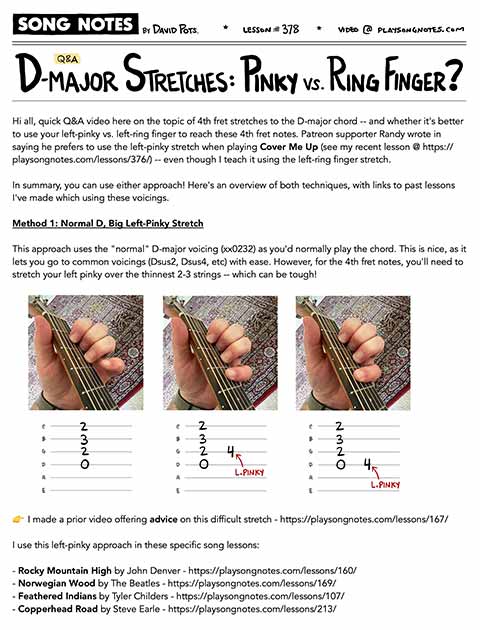 SONG NOTES BY DAVID POTS. * LESSON # 378 * VIDEO @ PLAYSONGNOTES.COM
Q&A
D-MAJOR STRETCHES: PINKY VS. RING FINGER?
Hi all, quick Q&A video here on the topic of 4th fret stretches to the D-major chord -- and whether it's better
to use your left-pinky vs. left-ring finger to reach these 4th fret notes. Patreon supporter Randy wrote in
saying he prefers to use the left-pinky stretch when playing Cover Me Up (see my recent lesson @ https://
playsongnotes.com/lessons/376/) -- even though I teach it using the left-ring finger stretch.
In summary, you can use either approach! Here's an overview of both techniques, with links to past lessons
I've made which using these voicings.
Method 1: Normal D, Big Left-Pinky Stretch
This approach uses the "normal" D-major voicing (xx0232) as you'd normally play the chord. This is nice, as it
lets you go to common voicings (Dsus2, Dsus4, etc) with ease. However, for the 4th fret notes, you'll need to
stretch your left pinky over the thinnest 2-3 strings -- which can be tough!
E 2 E 2 E 2
B 3 B 3 B 3
G 2 G 2 4 G 2
D 0 D 0 D 0 4
A A L.PINKY A
E E E L.PINKY
👉 I made a prior video offering advice on this difficult stretch - https://playsongnotes.com/lessons/167/
I use this left-pinky approach in these specific song lessons:
- Rocky Mountain High by John Denver - https://playsongnotes.com/lessons/160/
- Norwegian Wood by The Beatles - https://playsongnotes.com/lessons/169/
- Feathered Indians by Tyler Childers - https://playsongnotes.com/lessons/107/
- Copperhead Road by Steve Earle - https://playsongnotes.com/lessons/213/